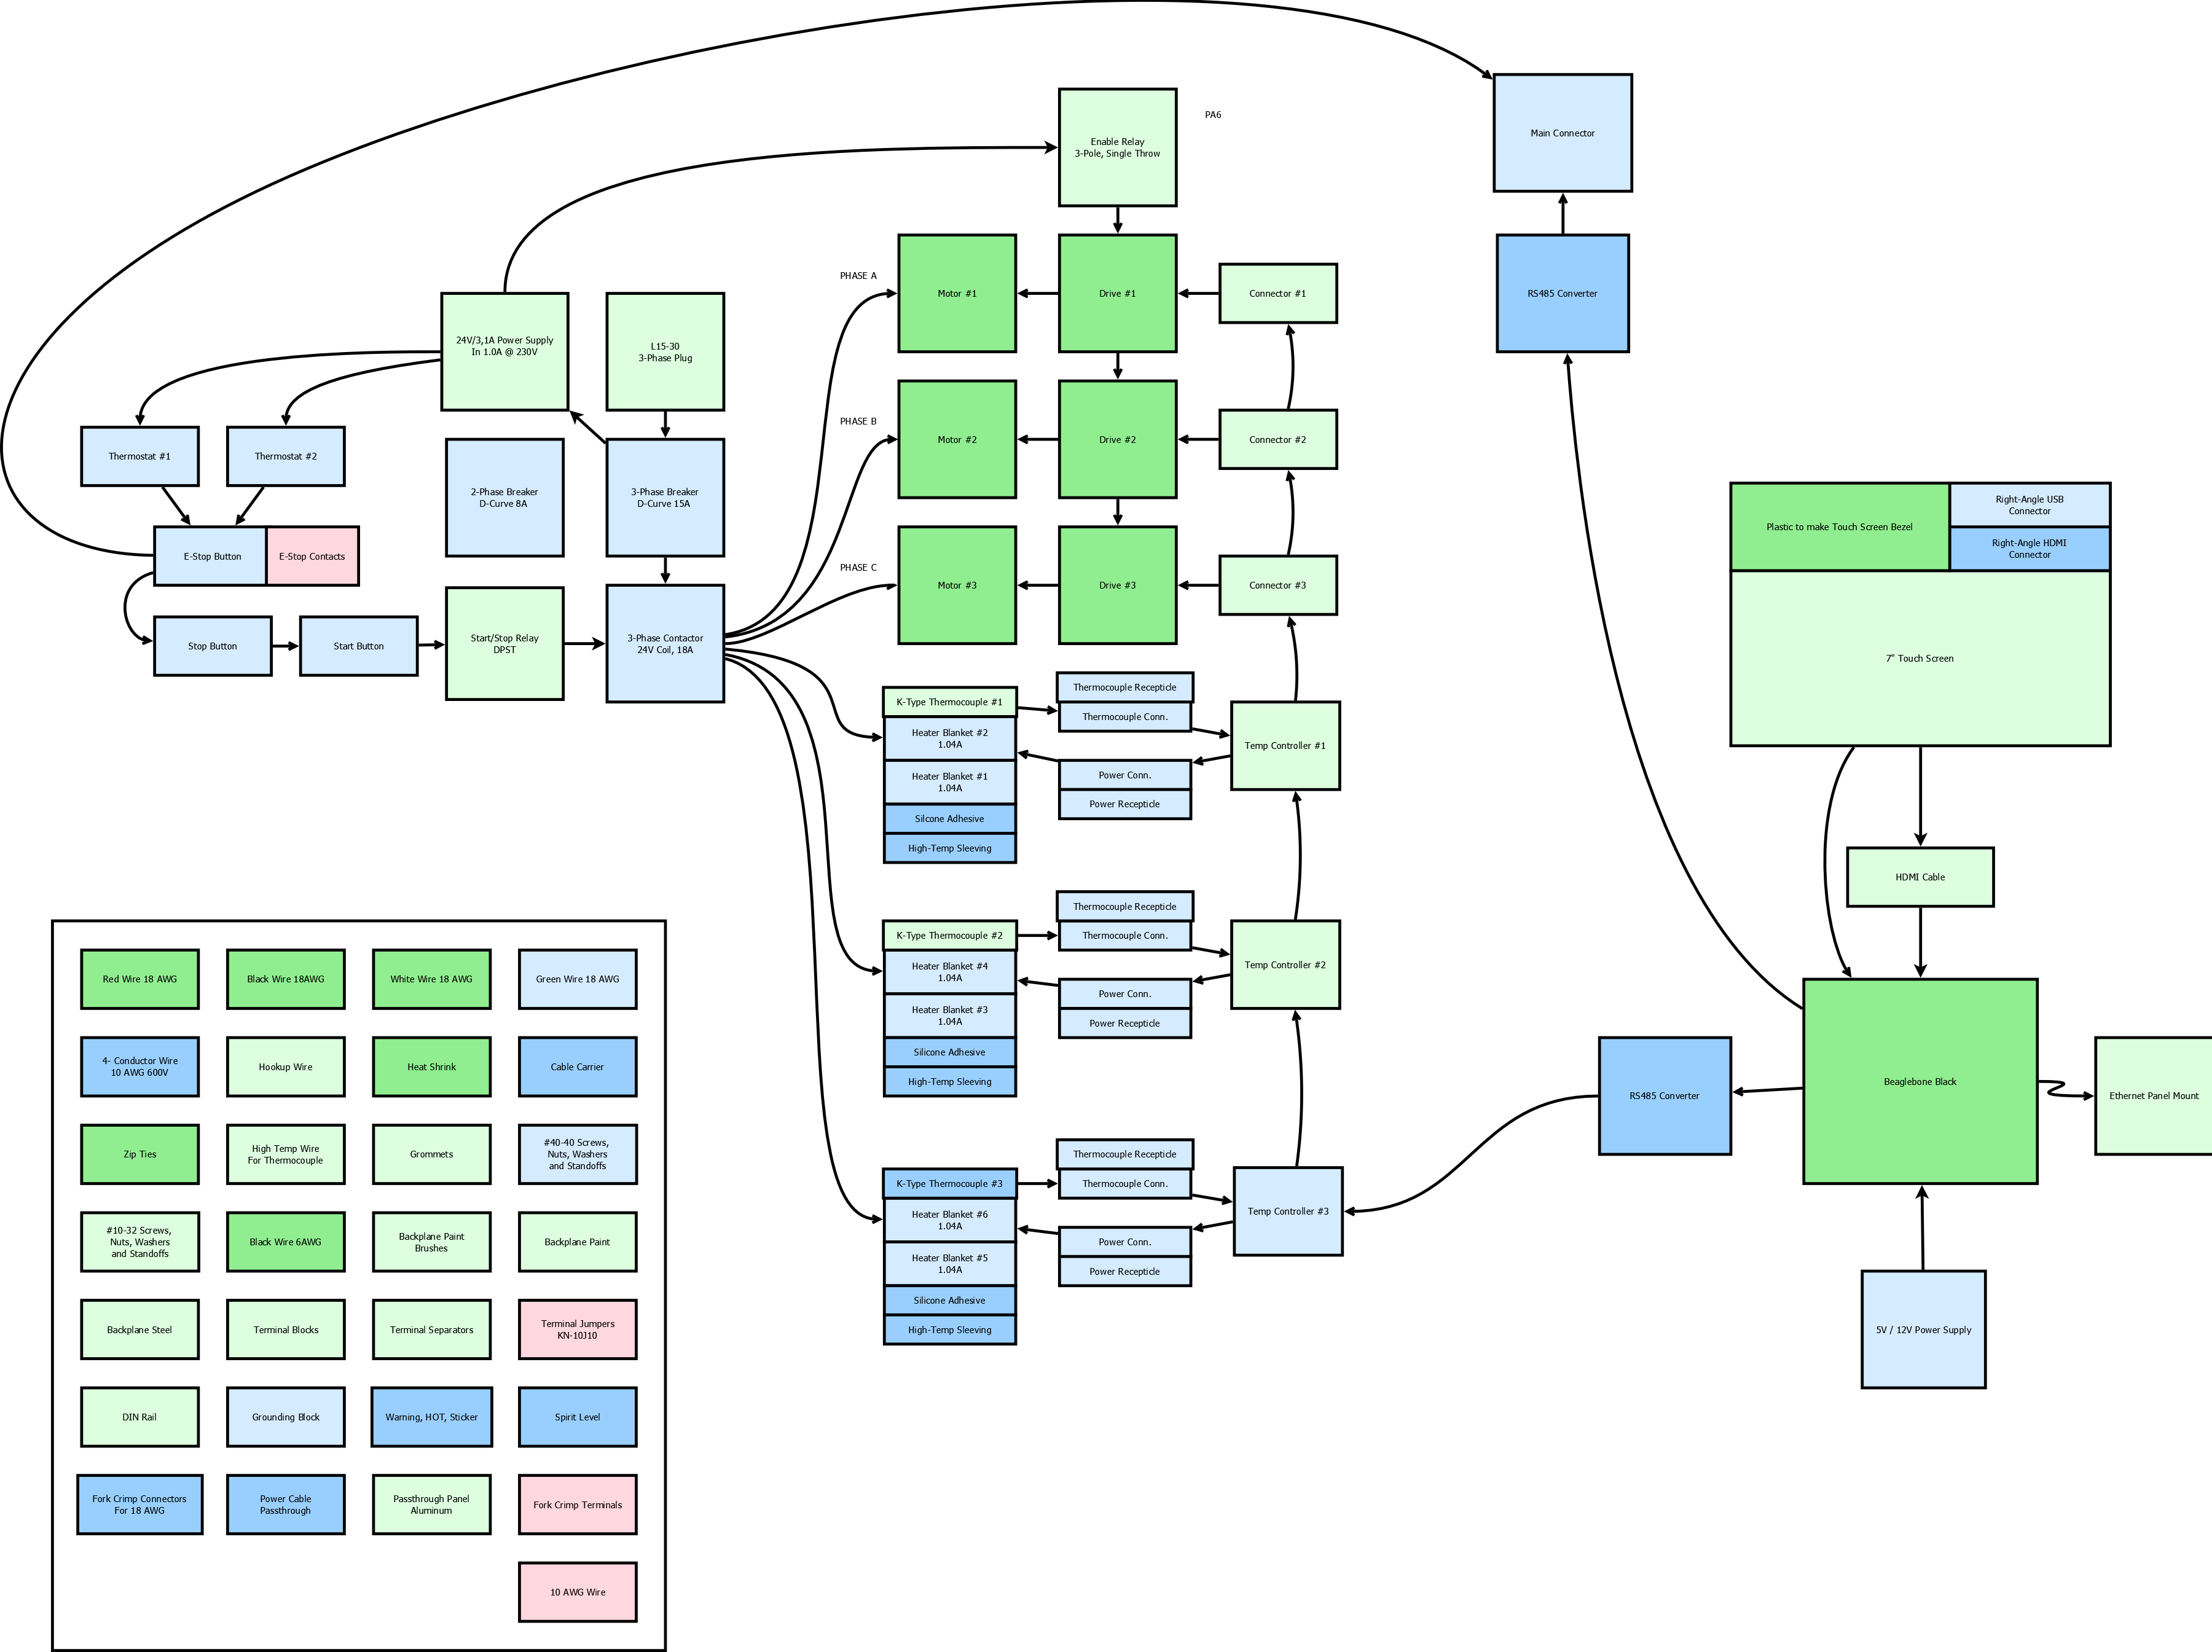 Main Connector
PA6
Enable Relay
3-Pole, Single Throw
PHASE A
Motor #1
Drive #1
Connector #1
RS485 Converter
24V/3,1A Power Supply
In 1.0A @ 230V
L15-30
3-Phase Plug
PHASE B
Motor #2
Drive #2
Connector #2
Thermostat #1
Thermostat #2
2-Phase Breaker
D-Curve 8A
3-Phase Breaker
D-Curve 15A
E-Stop Button
E-Stop Contacts
PHASE C
Motor #3
Drive #3
Connector #3
Stop Button
Start Button
Start/Stop Relay
DPST
3-Phase Contactor
24V Coil, 18A
Plastic to make Touch Screen Bezel
Right-Angle USB
Connector
Right-Angle HDMI
Connector
7" Touch Screen
K-Type Thermocouple #1
Heater Blanket #2
1.04A
Heater Blanket #1
1.04A
Silcone Adhesive
High-Temp Sleeving
Thermocouple Recepticle
Thermocouple Conn.
Power Conn.
Power Recepticle
Temp Controller #1
HDMI Cable
K-Type Thermocouple #2
Heater Blanket #4
1.04A
Heater Blanket #3
1.04A
Silicone Adhesive
High-Temp Sleeving
Thermocouple Recepticle
Thermocouple Conn.
Power Conn.
Power Recepticle
Temp Controller #2
RS485 Converter
Beaglebone Black
Ethernet Panel Mount
K-Type Thermocouple #3
Heater Blanket #6
1.04A
Heater Blanket #5
1.04A
Silicone Adhesive
High-Temp Sleeving
Thermocouple Recepticle
Thermocouple Conn.
Power Conn.
Power Recepticle
Temp Controller #3
5V / 12V Power Supply
Red Wire 18 AWG
Black Wire 18AWG
White Wire 18 AWG
Green Wire 18 AWG
4- Conductor Wire
10 AWG 600V
Hookup Wire
Heat Shrink
Cable Carrier
Zip Ties
High Temp Wire
For Thermocouple
Grommets
#40-40 Screws,
Nuts, Washers
and Standoffs
#10-32 Screws,
Nuts, Washers
and Standoffs
Black Wire 6AWG
Backplane Paint
Brushes
Backplane Paint
Backplane Steel
Terminal Blocks
Terminal Separators
Terminal Jumpers
KN-10J10
DIN Rail
Grounding Block
Warning, HOT, Sticker
Spirit Level
Fork Crimp Connectors
For 18 AWG
Power Cable
Passthrough
Passthrough Panel
Aluminum
Fork Crimp Terminals
10 AWG Wire